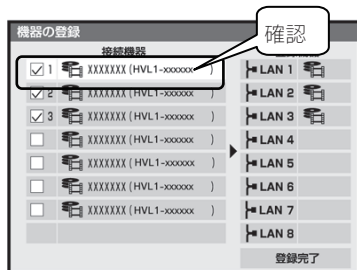 機器の登録
確認
接続機器
1 XXXXXXX (HVL1-xxxxxx )
2 XXXXXXX (HVL1-xxxxxx )
3 XXXXXXX (HVL1-xxxxxx )
XXXXXXX (HVL1-xxxxxx )
XXXXXXX (HVL1-xxxxxx )
XXXXXXX (HVL1-xxxxxx )
XXXXXXX (HVL1-xxxxxx )
LAN 1
LAN 2
LAN 3
LAN 4
LAN 5
LAN 6
LAN 7
LAN 8
登録完了